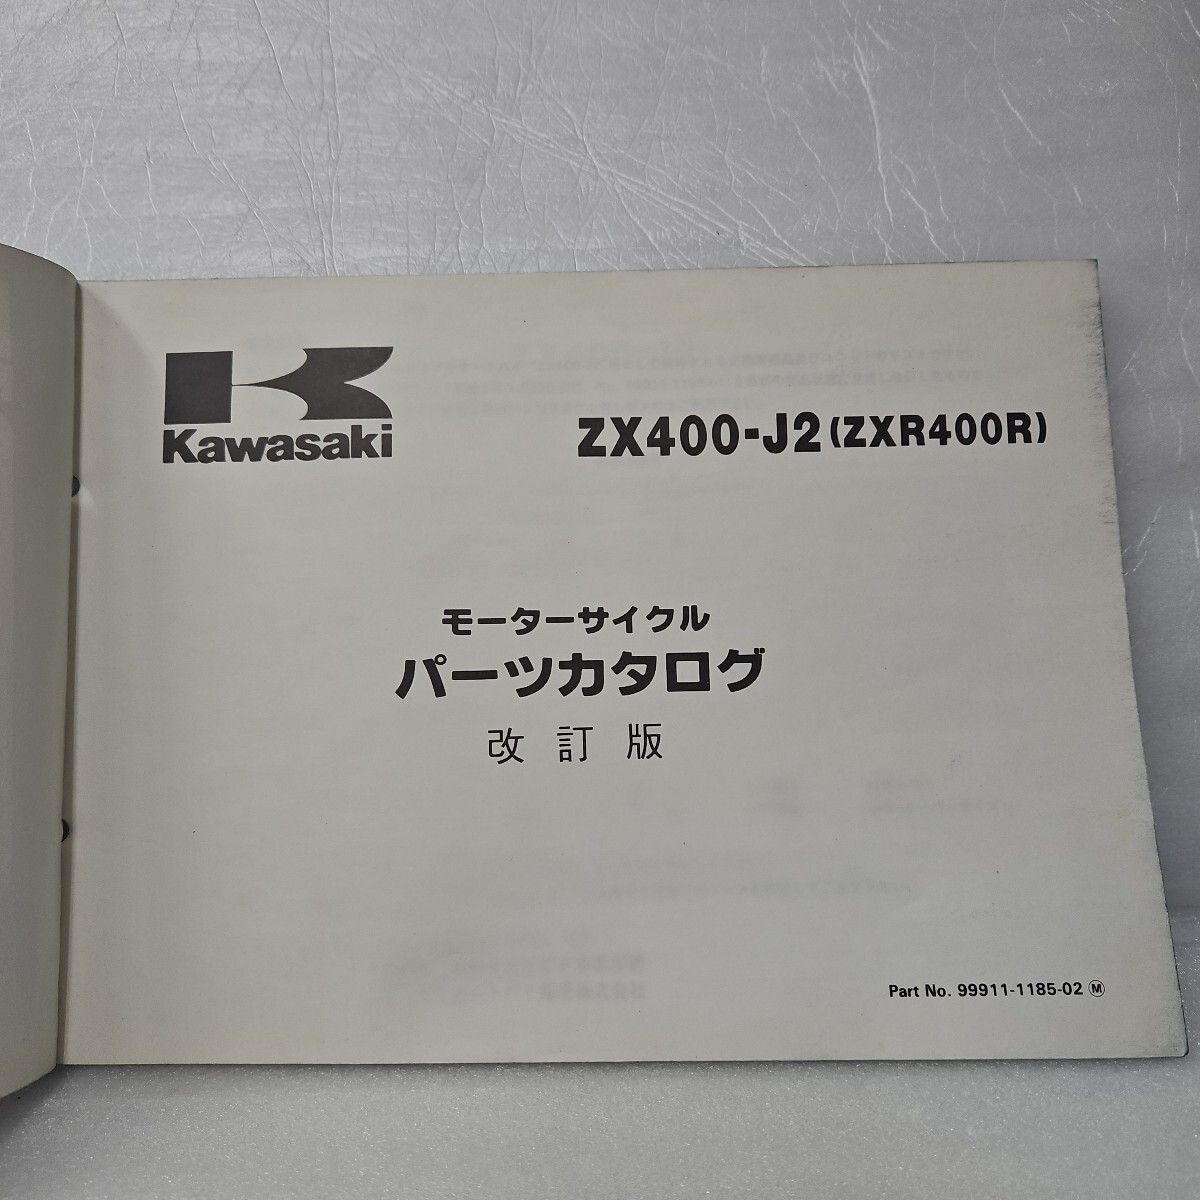 Kawasaki
ZX400-J2(ZXR400R)
モーターサイクル
パーツカタログ
改訂版
Part No. 99911-1185-02 Ⓜ